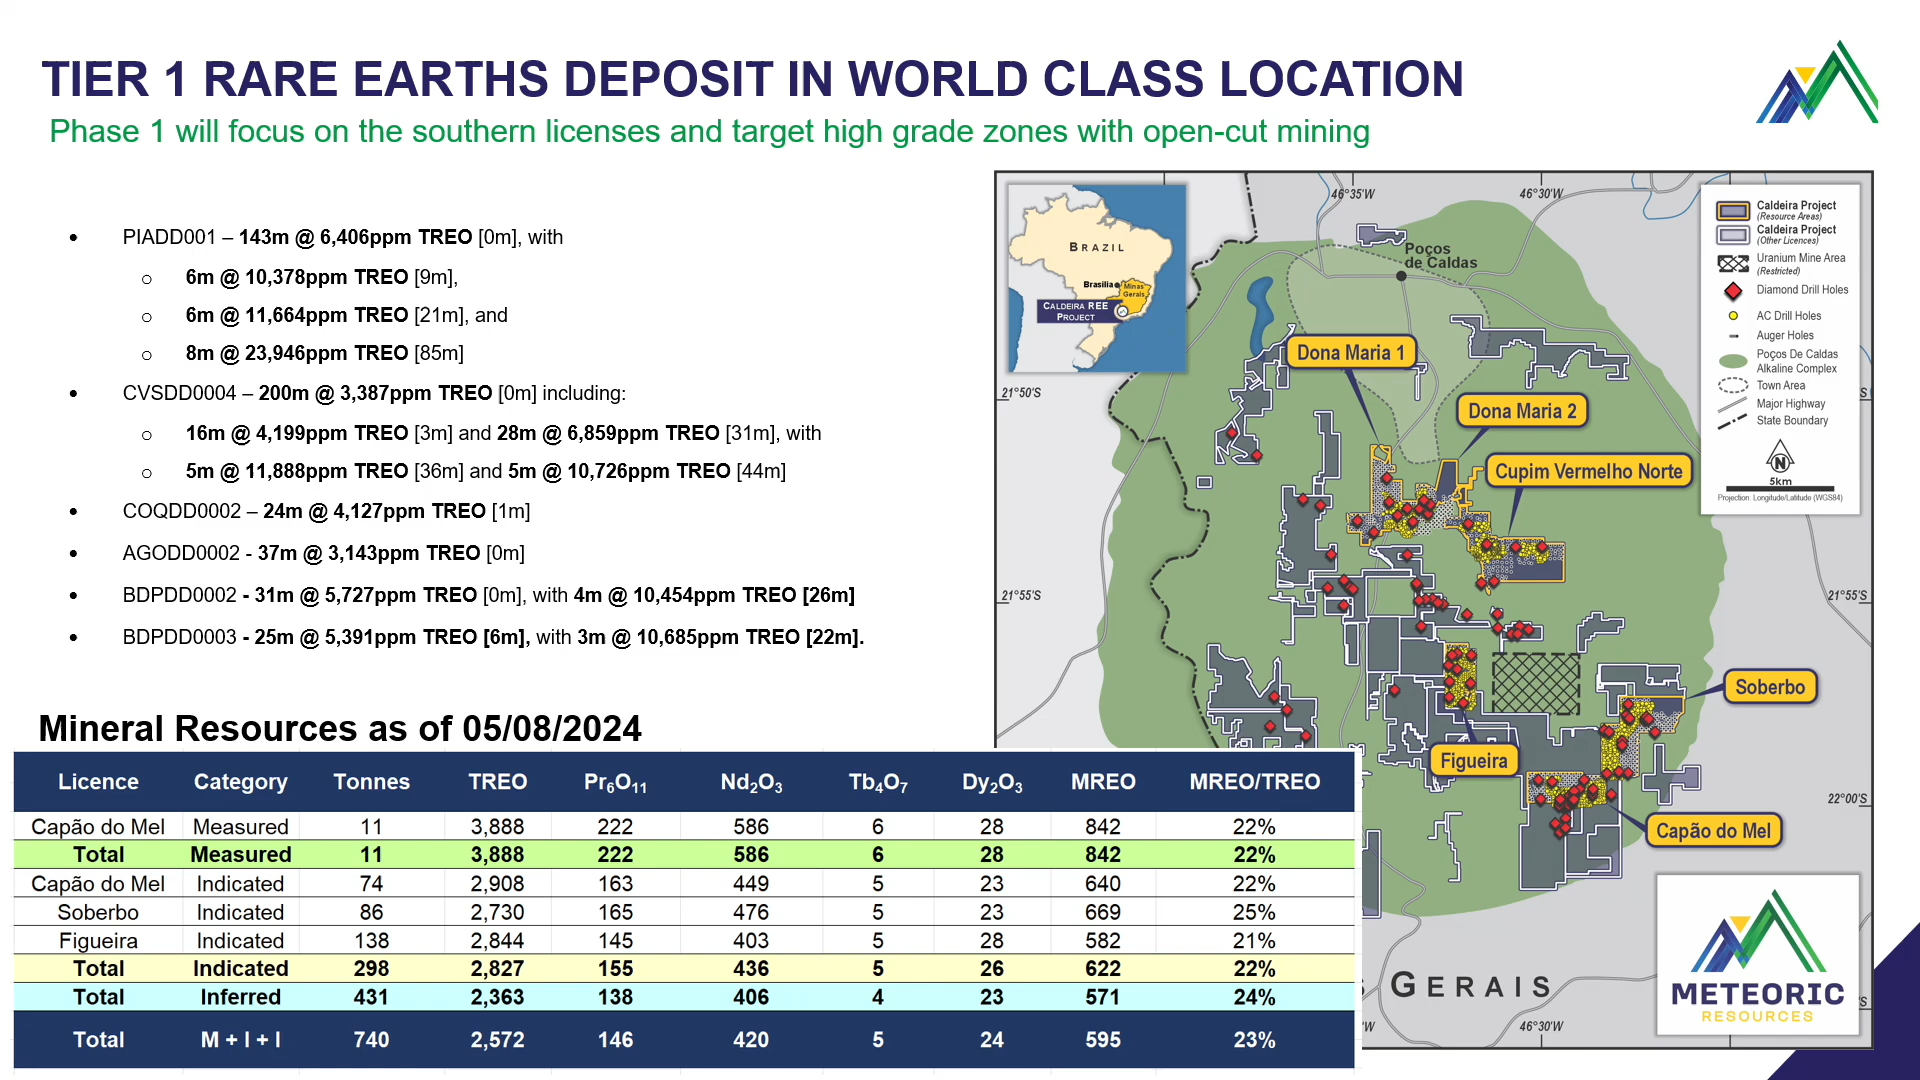 TIER 1 RARE EARTHS DEPOSIT IN WORLD CLASS LOCATION
Phase 1 will focus on the southern licenses and target high grade zones with open-cut mining
• PIADD001 – 143m @ 6,406ppm TREO [0m], with
o 6m @ 10,378ppm TREO [9m],
o 6m @ 11,664ppm TREO [21m], and
o 8m @ 23,946ppm TREO [85m]
• CVSDD0004 – 200m @ 3,387ppm TREO [0m] including:
o 16m @ 4,199ppm TREO [3m] and 28m @ 6,859ppm TREO [31m], with
o 5m @ 11,888ppm TREO [36m] and 5m @ 10,726ppm TREO [44m]
• COQDD0002 – 24m @ 4,127ppm TREO [1m]
• AGODD0002 - 37m @ 3,143ppm TREO [0m]
• BDPDD0002 - 31m @ 5,727ppm TREO [0m], with 4m @ 10,454ppm TREO [26m]
• BDPDD0003 - 25m @ 5,391ppm TREO [6m], with 3m @ 10,685ppm TREO [22m].
Mineral Resources as of 05/08/2024
Licence Category Tonnes TREO Pr₆O₁₁ Nd₂O₃ Tb₄O₇ Dy₂O₃ MREO MREO/TREO
Capão do Mel Measured 11 3,888 222 586 6 28 842 22%
Total Measured 11 3,888 222 586 6 28 842 22%
Capão do Mel Indicated 74 2,908 163 449 5 23 640 22%
Soberbo Indicated 86 2,730 165 476 5 23 669 25%
Figueira Indicated 138 2,844 145 403 5 28 582 21%
Total Indicated 298 2,827 155 436 5 26 622 22%
Total Inferred 431 2,363 138 406 4 23 571 24%
Total M + I + I 740 2,572 146 420 5 24 595 23%
46°35'W
46°30'W
BRAZIL
Brasilia
Minas
Gerais
CALDEIRA REE
PROJECT
Poços
de Caldas
Caldeira Project
(Resource Areas)
Caldeira Project
(Other Licences)
Uranium Mine Area
(Restricted)
Diamond Drill Holes
AC Drill Holes
Auger Holes
Poços De Caldas
Alkaline Complex
Town Area
Major Highway
State Boundary
N
5km
Projection: Longitude/Latitude (WGS84)
Dona Maria 1
21°50'S
Dona Maria 2
Cupim Vermelho Norte
21°55'S
21°55'S
Soberbo
Figueira
22°00'S
Capão do Mel
GERAIS
46°30'W
METEORIC
RESOURCES